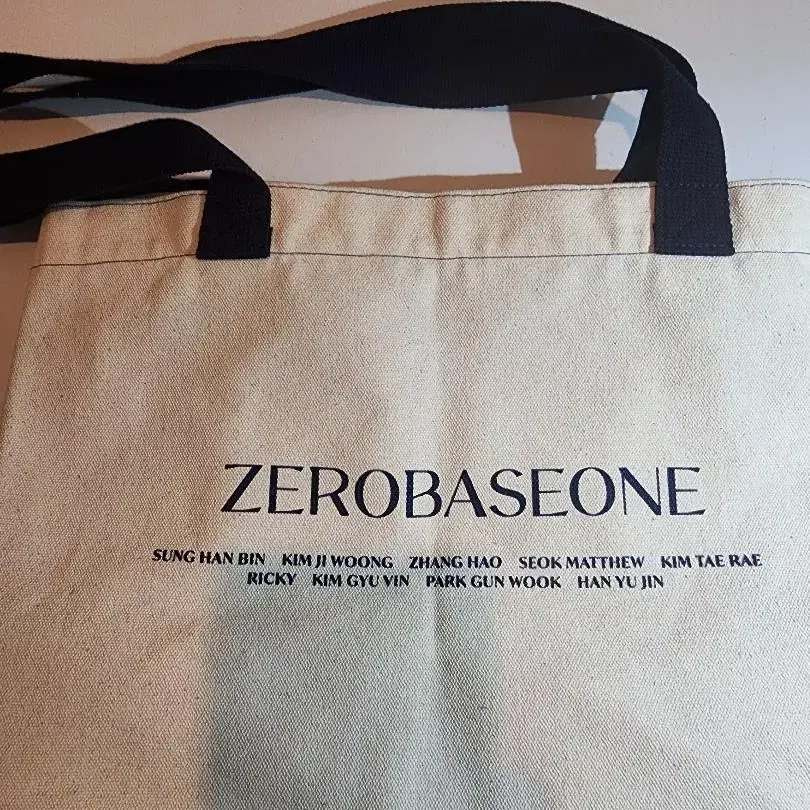 ZEROBASEONE
SUNG HAN BIN KIM JI WOONG ZHANG HAO SEOK MATTHEW KIM TAE RAE
RICKY KIM GYU VIN PARK GUN WOOK HAN YU JIN